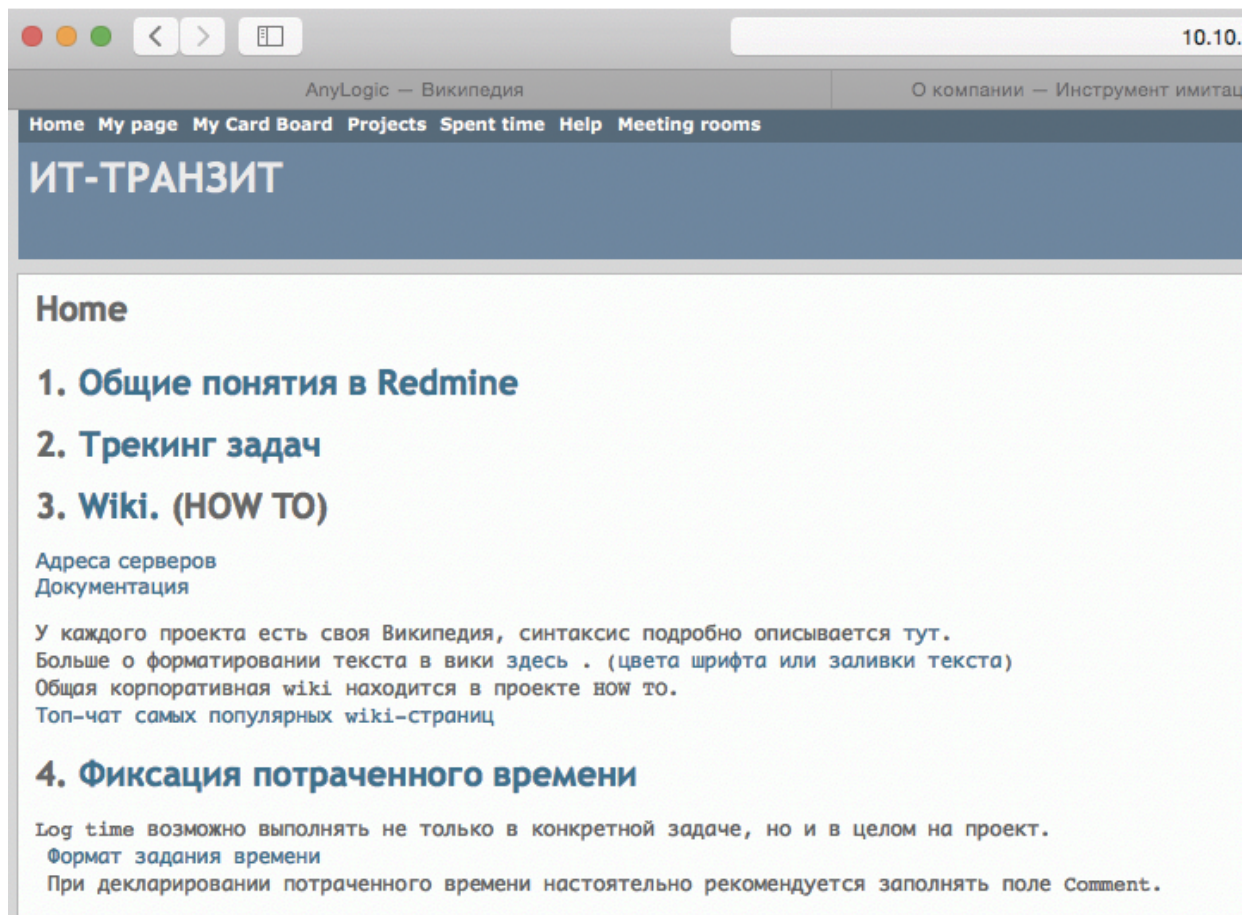 10.10.
AnyLogic — Википедия
О компании — Инструмент имитац
Home My page My Card Board Projects Spent time Help Meeting rooms
ИТ-ТРАНЗИТ
Home
1. Общие понятия в Redmine
2. Трекинг задач
3. Wiki. (HOW TO)
Адреса серверов
Документация
У каждого проекта есть своя Википедия, синтаксис подробно описывается тут.
Больше о форматировании текста в вики здесь . (цвета шрифта или заливки текста)
Общая корпоративная wiki находится в проекте HOW TO.
Топ-чат самых популярных wiki-страниц
4. Фиксация потраченного времени
Log time возможно выполнять не только в конкретной задаче, но и в целом на проект.
Формат задания времени
При декларировании потраченного времени настоятельно рекомендуется заполнять поле Comment.